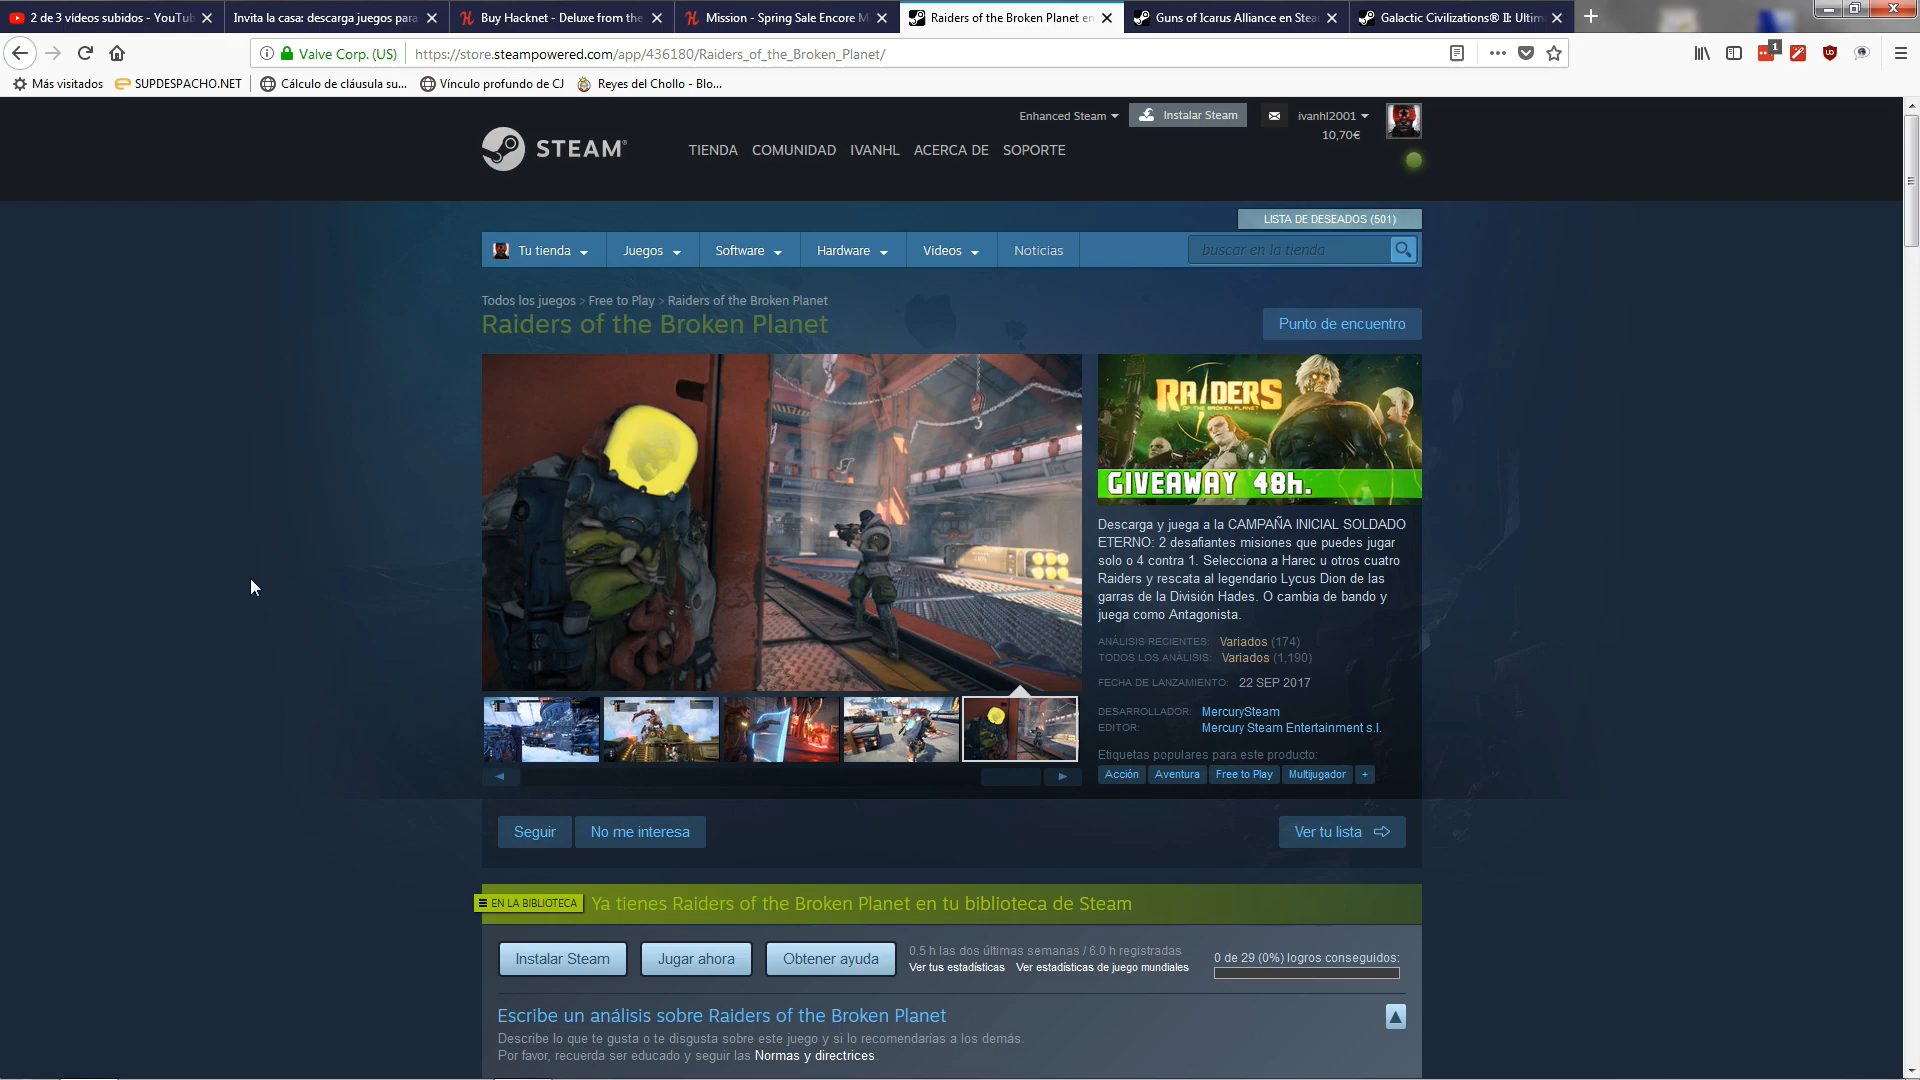 2 de 3 vídeos subidos - YouTub
Invita la casa: descarga juegos para
Buy Hacknet - Deluxe from the
Mission - Spring Sale Encore M
Raiders of the Broken Planet en
Guns of Icarus Alliance en Stea
Galactic Civilizations® II: Ultim
Valve Corp. (US)
https://store.steampowered.com/app/436180/Raiders_of_the_Broken_Planet/
1
Más visitados
SUPDESPACHO.NET
Cálculo de cláusula su...
Vínculo profundo de CJ
Reyes del Chollo - Blo...
Enhanced Steam
Instalar Steam
ivanhl2001
10,70€
STEAM®
TIENDA
COMUNIDAD
IVANHL
ACERCA DE
SOPORTE
LISTA DE DESEADOS (501)
Tu tienda
Juegos
Software
Hardware
Videos
Noticias
buscar en la tienda
Todos los juegos > Free to Play > Raiders of the Broken Planet
Raiders of the Broken Planet
Punto de encuentro
RAIDERS
OF THE BROKEN PLANET
GIVEAWAY 48h.
Descarga y juega a la CAMPAÑA INICIAL SOLDADO
ETERNO: 2 desafiantes misiones que puedes jugar
solo o 4 contra 1. Selecciona a Harec u otros cuatro
Raiders y rescata al legendario Lycus Dion de las
garras de la División Hades. O cambia de bando y
juega como Antagonista.
ANÁLISIS RECIENTES: Variados (174)
TODOS LOS ANÁLISIS: Variados (1,190)
FECHA DE LANZAMIENTO: 22 SEP 2017
DESARROLLADOR: MercurySteam
EDITOR: Mercury Steam Entertainment s.l.
Etiquetas populares para este producto:
Acción
Aventura
Free to Play
Multijugador
+
Seguir
No me interesa
Ver tu lista
EN LA BIBLIOTECA
Ya tienes Raiders of the Broken Planet en tu biblioteca de Steam
Instalar Steam
Jugar ahora
Obtener ayuda
0.5 h las dos últimas semanas / 6.0 h registradas
Ver tus estadísticas
Ver estadísticas de juego mundiales
0 de 29 (0%) logros conseguidos:
Escribe un análisis sobre Raiders of the Broken Planet
Describe lo que te gusta o te disgusta sobre este juego y si lo recomendarías a los demás.
Por favor, recuerda ser educado y seguir las Normas y directrices.